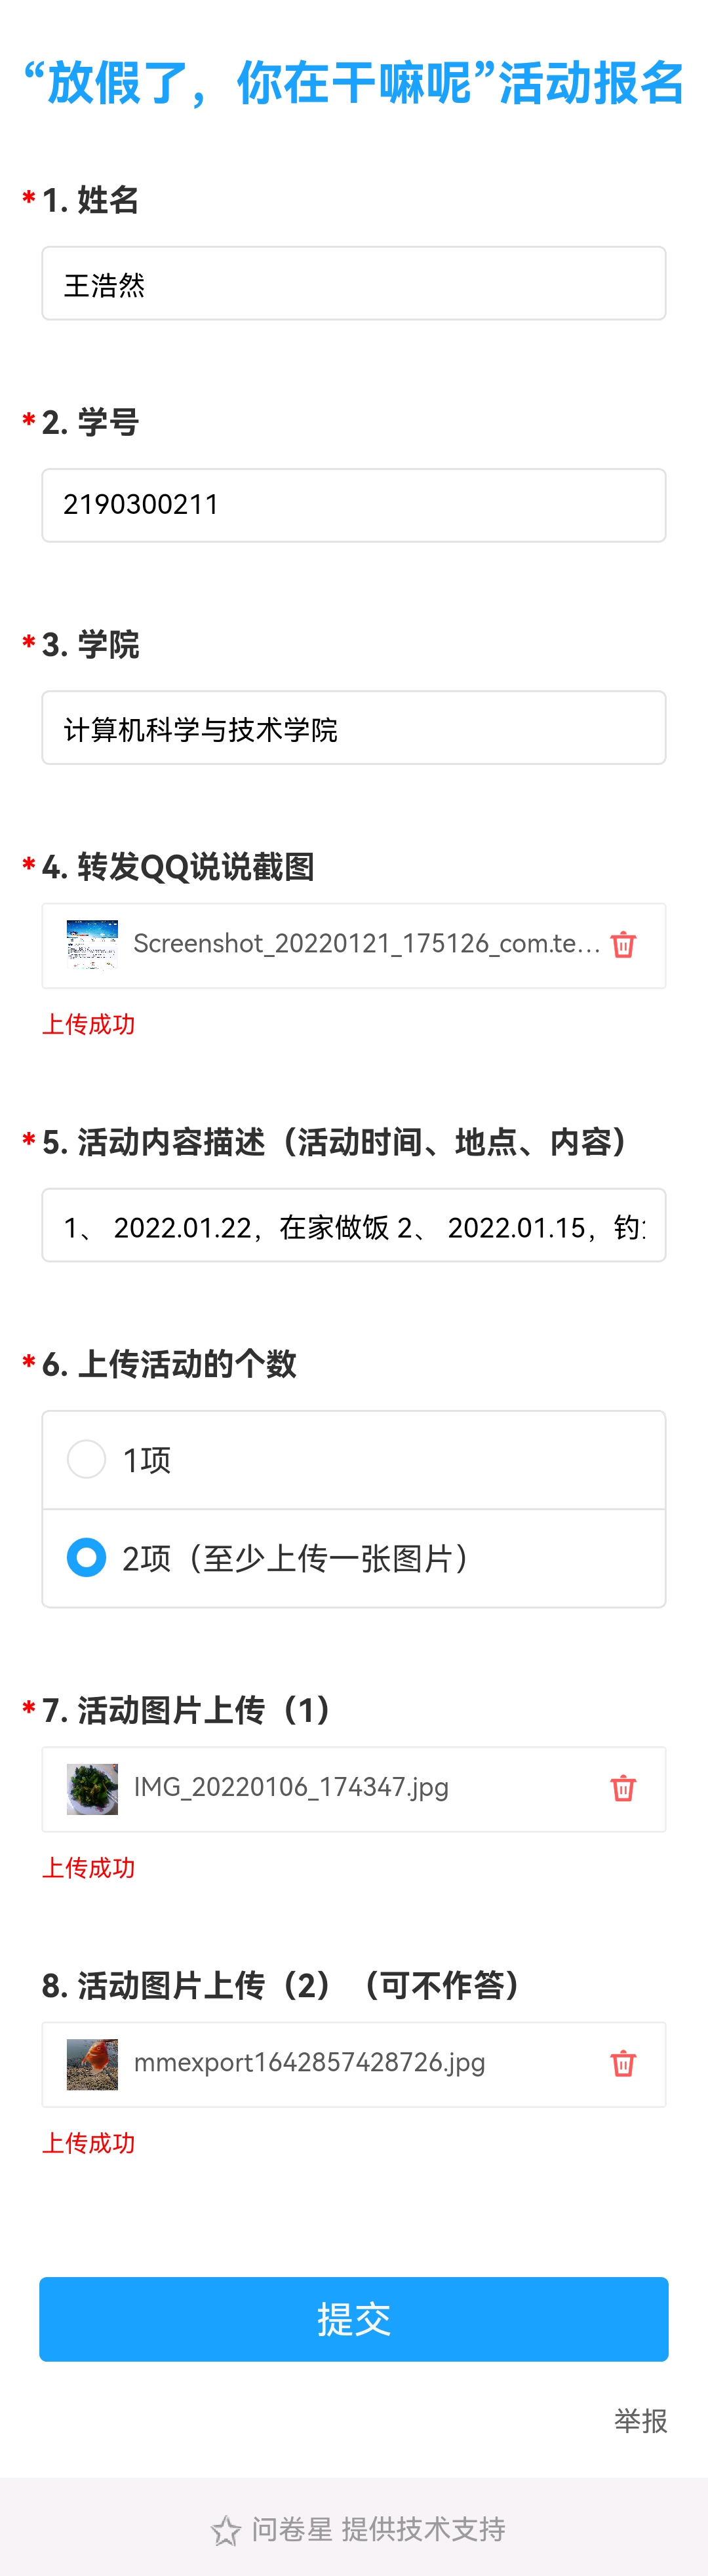 “放假了，你在干嘛呢”活动报名
*1. 姓名
王浩然
*2. 学号
2190300211
*3. 学院
计算机科学与技术学院
*4. 转发QQ说说截图
Screenshot_20220121_175126_com.te...
上传成功
*5. 活动内容描述（活动时间、地点、内容）
1、 2022.01.22，在家做饭 2、 2022.01.15，钓
*6. 上传活动的个数
1项
2项（至少上传一张图片）
*7. 活动图片上传（1）
IMG_20220106_174347.jpg
上传成功
8. 活动图片上传（2）（可不作答）
mmexport1642857428726.jpg
上传成功
提交
举报
问卷星 提供技术支持